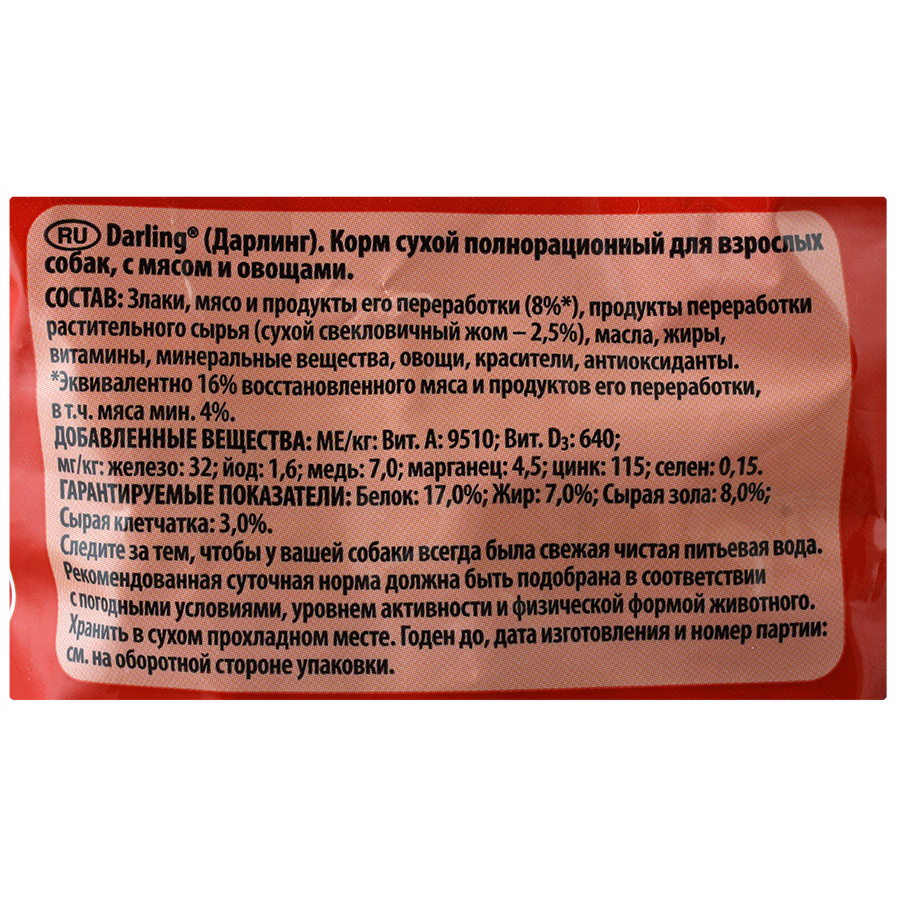 RU Darling® (Дарлинг). Корм сухой полнорационный для взрослых
собак, с мясом и овощами.
СОСТАВ: Злаки, мясо и продукты его переработки (8%*), продукты переработки
растительного сырья (сухой свекловичный жом – 2,5%), масла, жиры,
витамины, минеральные вещества, овощи, красители, антиоксиданты.
*Эквивалентно 16% восстановленного мяса и продуктов его переработки,
в т.ч. мяса мин. 4%.
ДОБАВЛЕННЫЕ ВЕЩЕСТВА: МЕ/кг: Вит. А: 9510; Вит. D₃: 640;
мг/кг: железо: 32; йод: 1,6; медь: 7,0; марганец: 4,5; цинк: 115; селен: 0,15.
ГАРАНТИРУЕМЫЕ ПОКАЗАТЕЛИ: Белок: 17,0%; Жир: 7,0%; Сырая зола: 8,0%;
Сырая клетчатка: 3,0%.
Следите за тем, чтобы у вашей собаки всегда была свежая чистая питьевая вода.
Рекомендованная суточная норма должна быть подобрана в соответствии
с погодными условиями, уровнем активности и физической формой животного.
Хранить в сухом прохладном месте. Годен до, дата изготовления и номер партии:
см. на оборотной стороне упаковки.